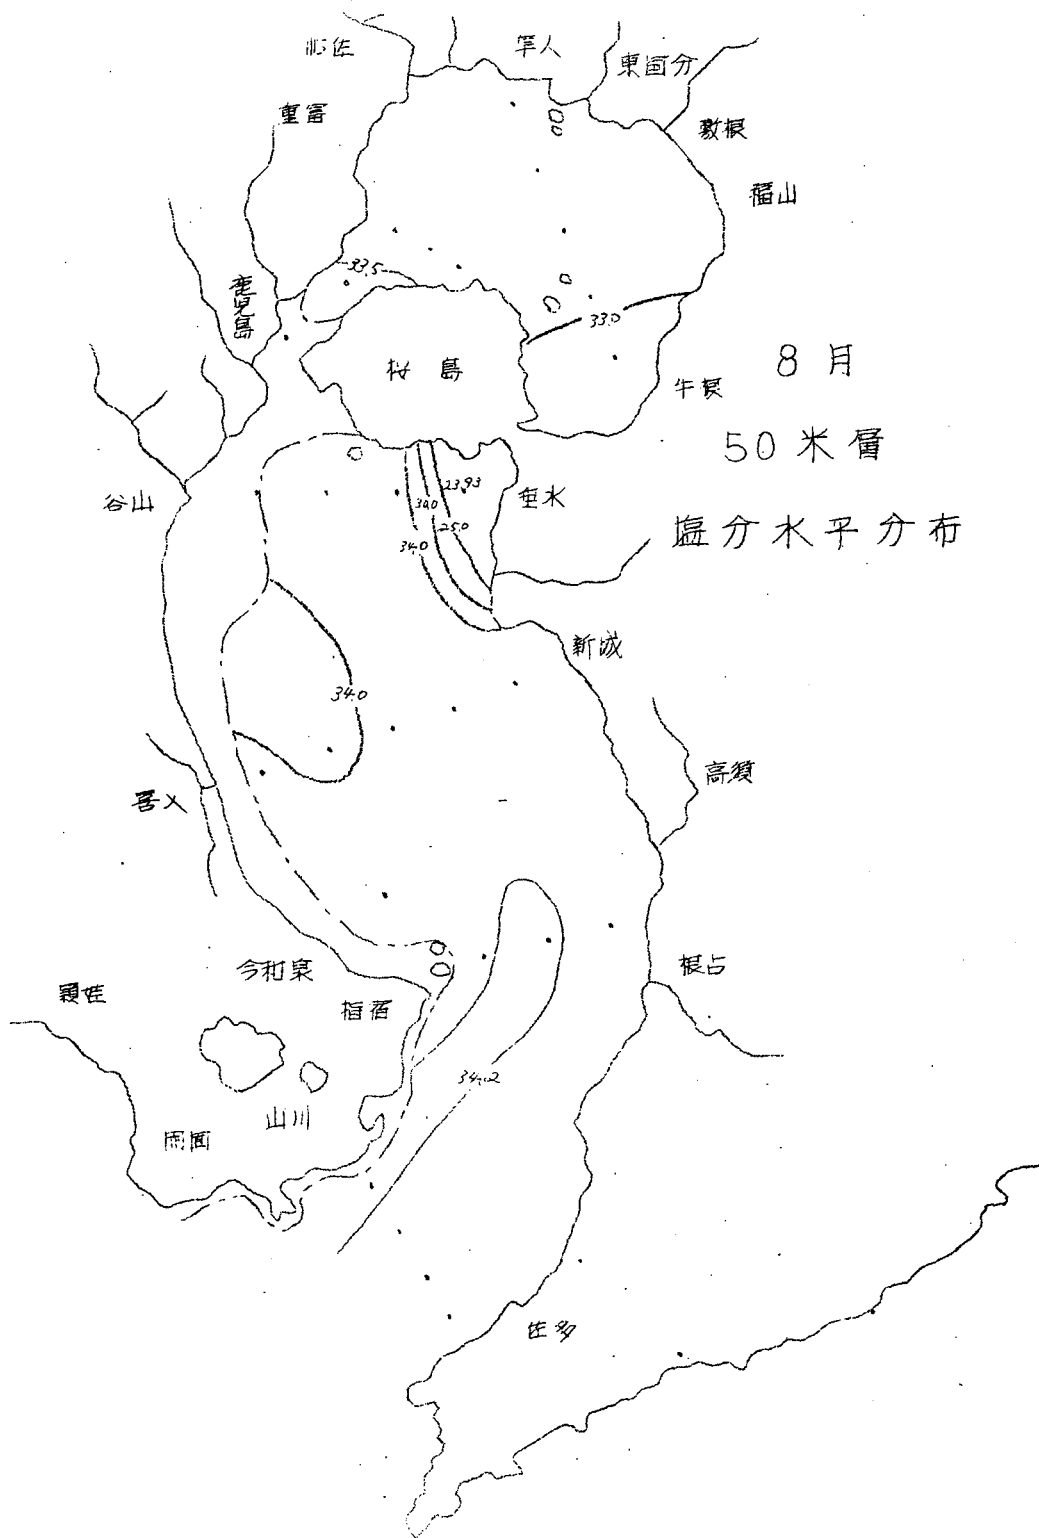 隼人
東国分
重富
敷根
福山
33.5
鹿児島
33.0
桜島
8月
牛根
50米層
谷山
23.93
垂水
30.0
25.0
34.0
塩分水平分布
新城
34.0
高須
喜入
今和泉
根占
頴娃
指宿
34.02
山川
佐多